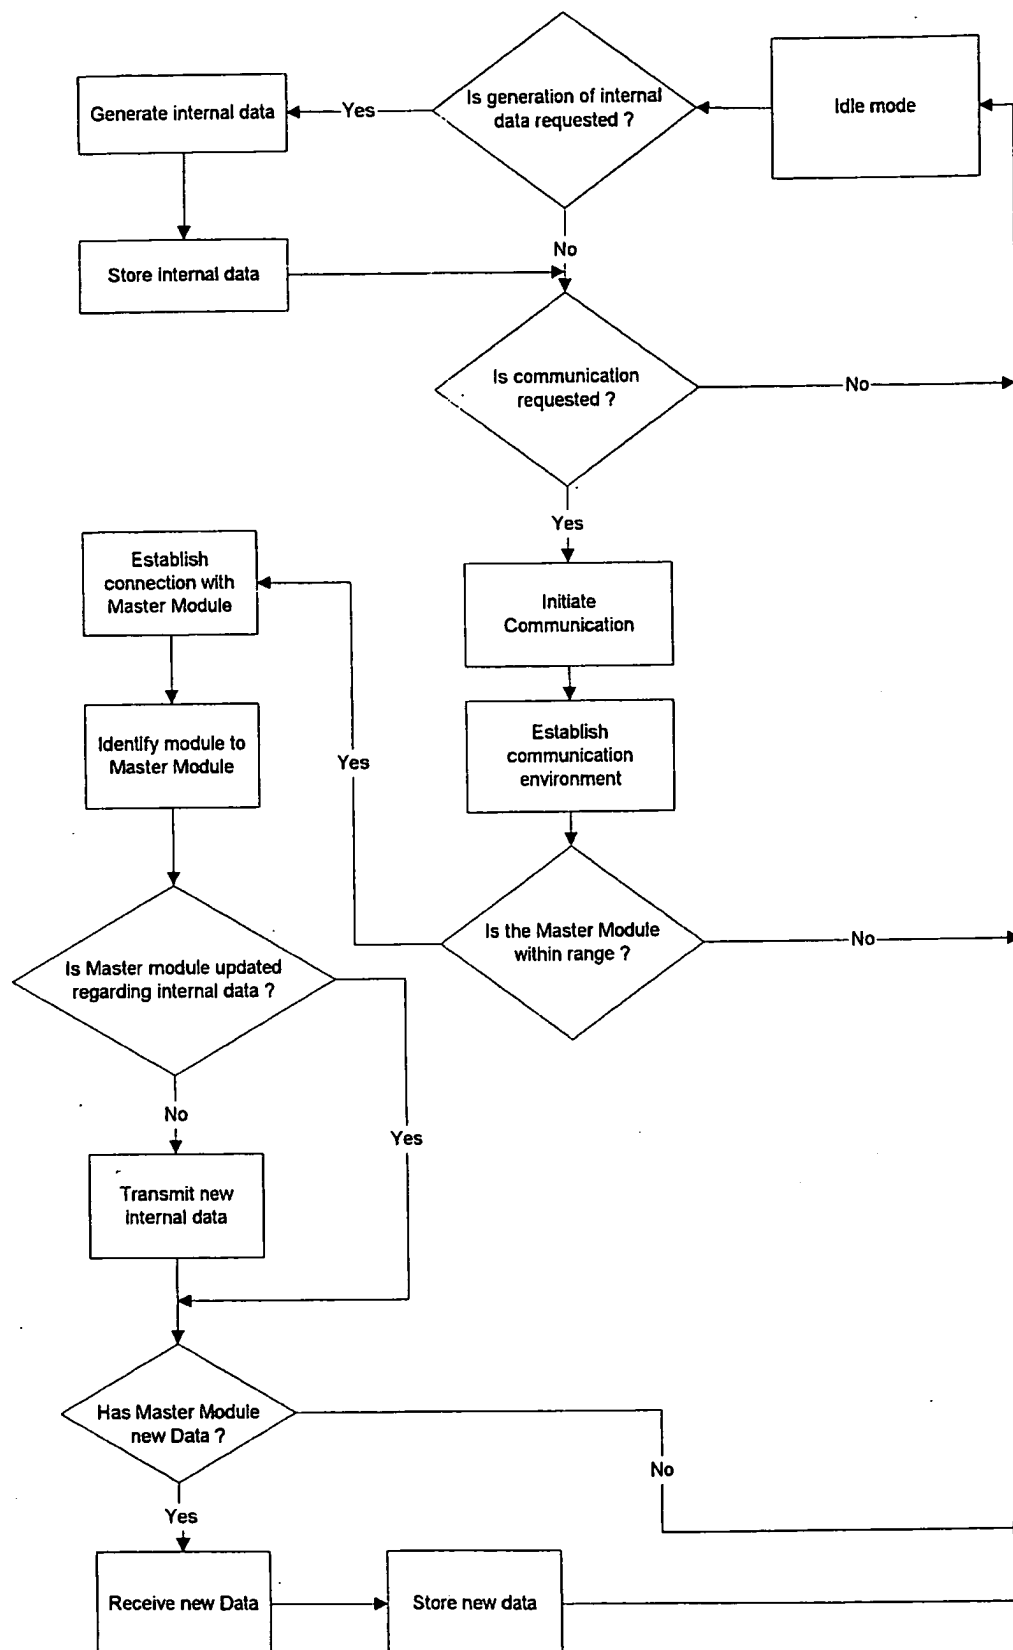 Is generation of internal
data requested ?
Idle mode
Yes
Generate internal data
No
Store internal data
Is communication
requested ?
No
Yes
Establish
connection with
Master Module
Initiate
Communication
Identify module to
Master Module
Yes
Establish
communication
environment
Is the Master Module
within range ?
No
Is Master module updated
regarding internal data ?
No
Yes
Transmit new
internal data
Has Master Module
new Data ?
No
Yes
Receive new Data
Store new data